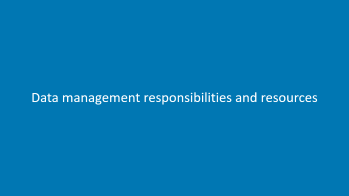 Data management responsibilities and resources